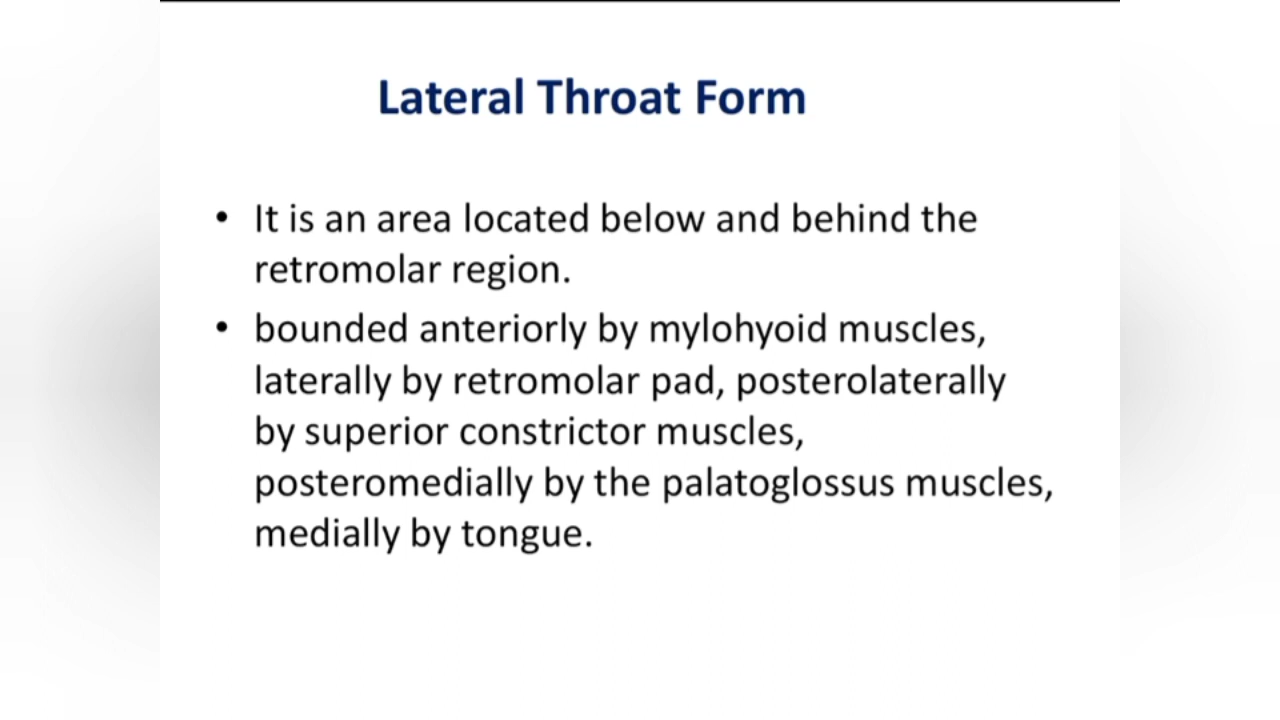 Lateral Throat Form
• It is an area located below and behind the
retromolar region.
• bounded anteriorly by mylohyoid muscles,
laterally by retromolar pad, posterolaterally
by superior constrictor muscles,
posteromedially by the palatoglossus muscles,
medially by tongue.